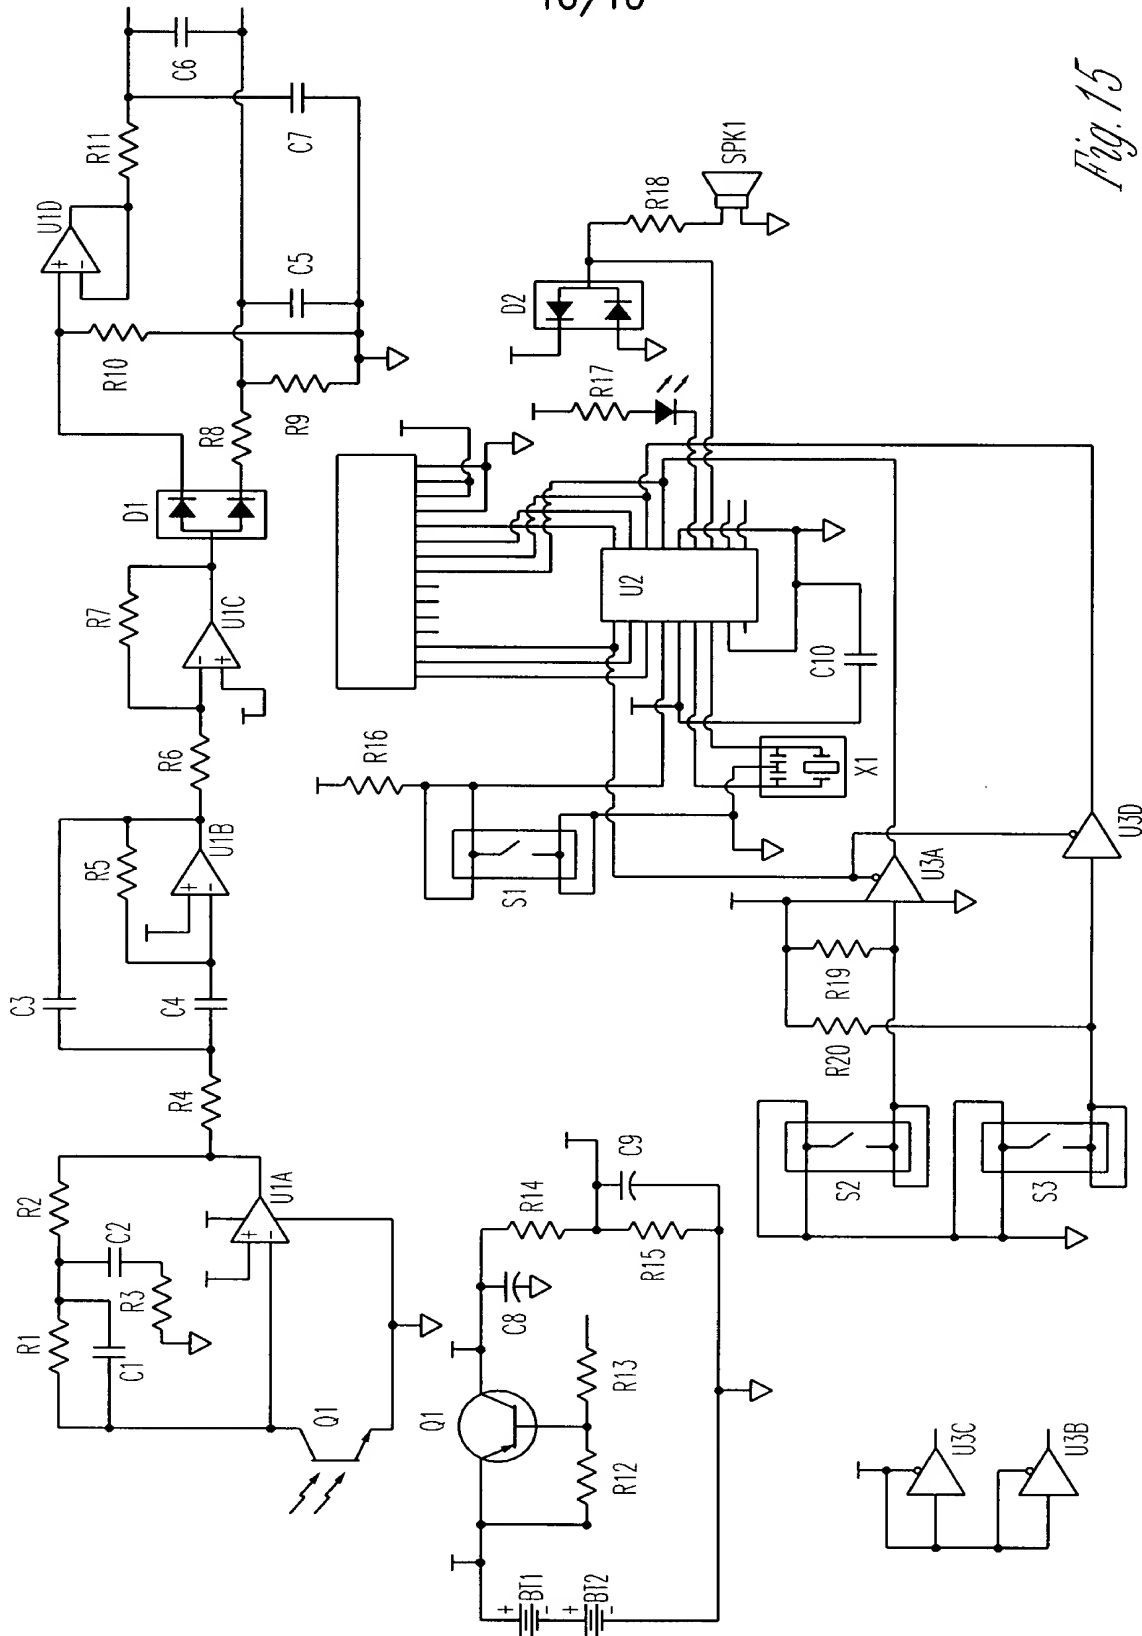 10/10
C6
R11
C7
U1D
+
-
C5
R10
R9
R8
D1
R7
U1C
-
+
R6
R5
U1B
+
-
C3
C4
R4
R2
U1A
+
-
C2
R3
R1
C1
Q1
SPK1
R18
D2
R17
U2
C10
X1
R16
S1
U3A
U3D
R19
R20
S2
S3
C9
R14
R15
C8
R13
Q1
R12
+
BT1
-
+
BT2
-
U3C
U3B
Fig. 15